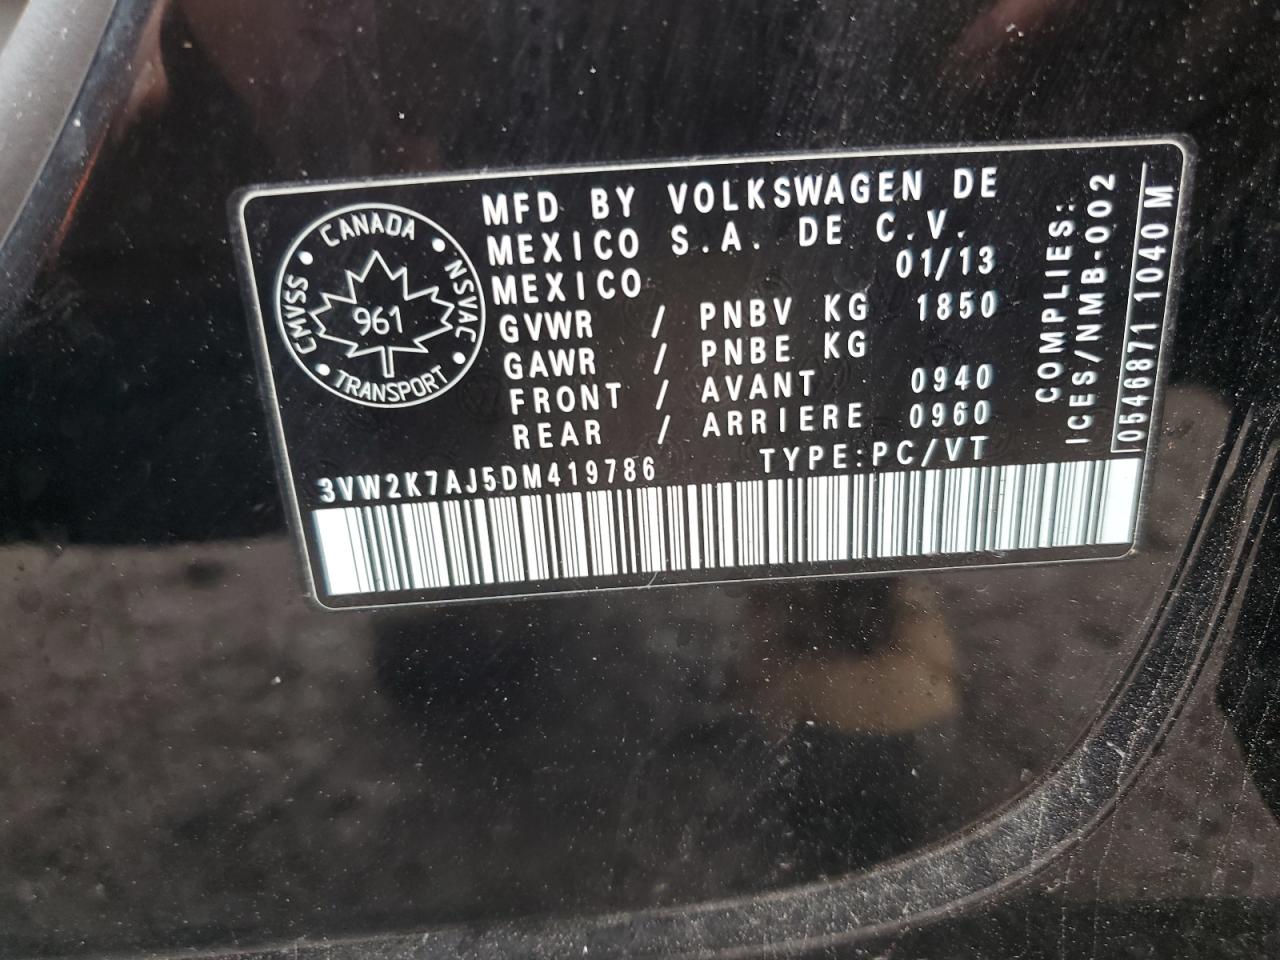 CANADA
CMVSS NSVAC
961
TRANSPORT
MFD BY VOLKSWAGEN DE
MEXICO S.A. DE C.V.
MEXICO 01/13
GVWR / PNBV KG 1850
GAWR / PNBE KG
FRONT / AVANT 0940
REAR / ARRIERE 0960
3VW2K7AJ5DM419786 TYPE:PC/VT
COMPLIES:
ICES/NMB-002
0546871 1040 M